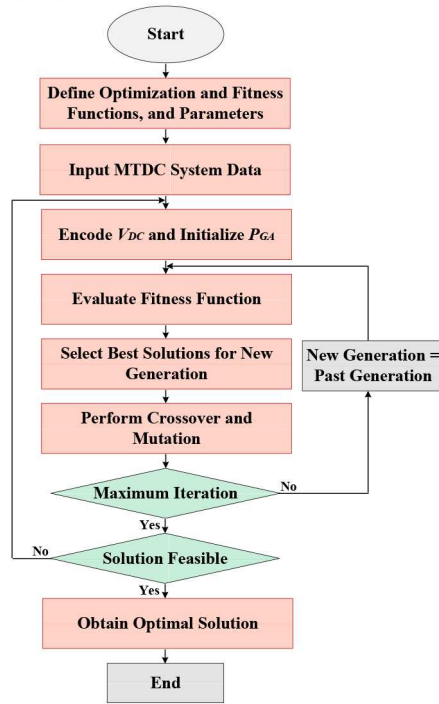 Start
Define Optimization and Fitness
Functions, and Parameters
Input MTDC System Data
Encode VDC and Initialize PGA
Evaluate Fitness Function
Select Best Solutions for New
Generation
New Generation =
Past Generation
Perform Crossover and
Mutation
Maximum Iteration
No
Yes
No
Solution Feasible
Yes
Obtain Optimal Solution
End